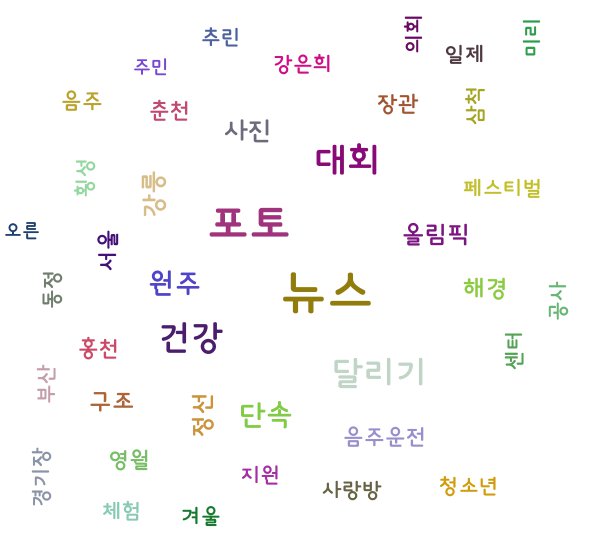 의회
미리
추린
일제
강은희
주민
음주
춘천
장관
삼척
사진
대회
횡성
강릉
페스티벌
포토
오른
서울
올림픽
동정
원주
뉴스
해경
공사
건강
홍천
센터
달리기
부산
구조
정선
단속
음주운전
영월
경기장
지원
사랑방
청소년
체험
겨울